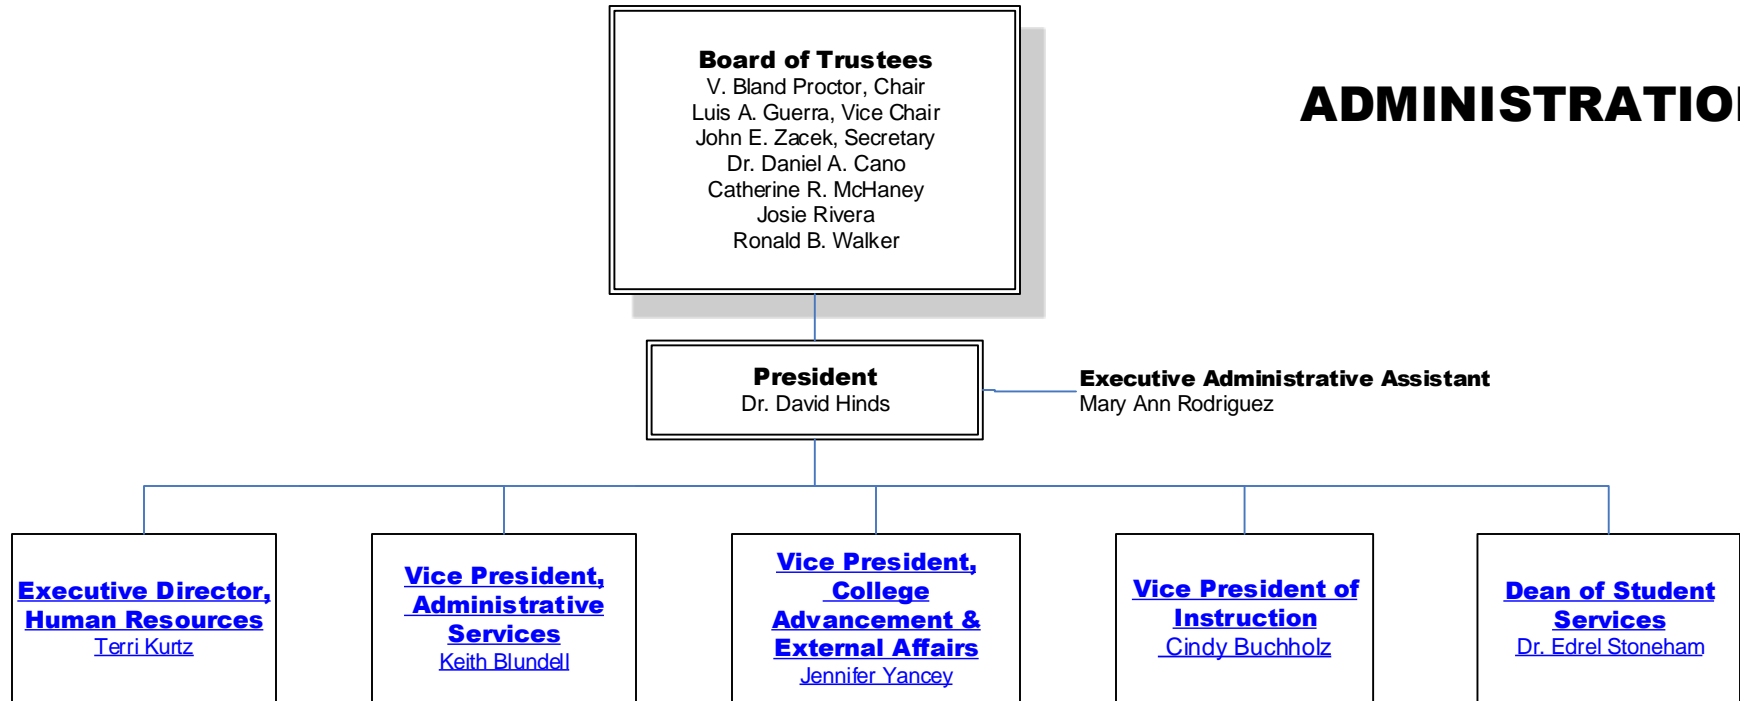 Board of Trustees
V. Bland Proctor, Chair
Luis A. Guerra, Vice Chair
John E. Zacek, Secretary
Dr. Daniel A. Cano
Catherine R. McHaney
Josie Rivera
Ronald B. Walker
ADMINISTRATION
President
Dr. David Hinds
Executive Administrative Assistant
Mary Ann Rodriguez
Executive Director,
Human Resources
Terri Kurtz
Vice President,
Administrative
Services
Keith Blundell
Vice President,
College
Advancement &
External Affairs
Jennifer Yancey
Vice President of
Instruction
Cindy Buchholz
Dean of Student
Services
Dr. Edrel Stoneham